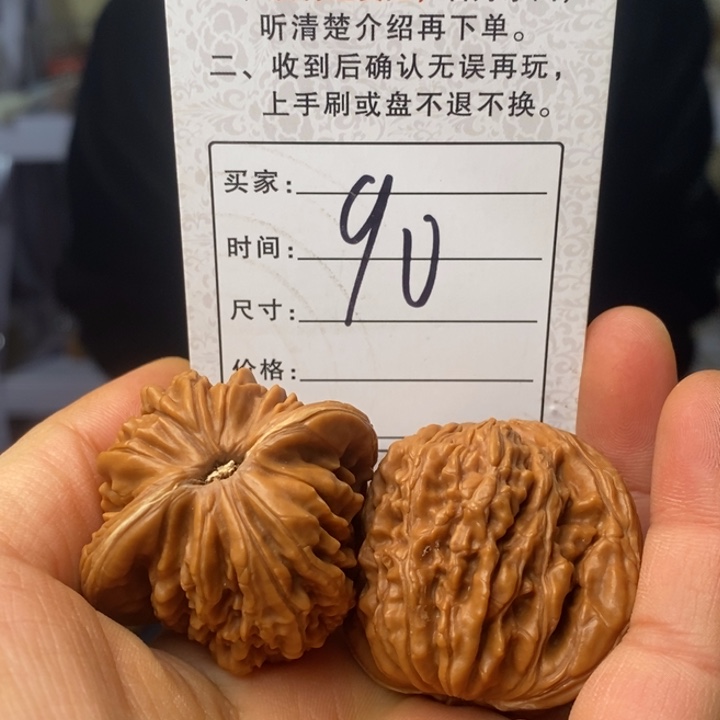 听清楚介绍再下单。
二、收到后确认无误再玩，
上手刷或盘不退不换。
买家：
90
时间：
尺寸：
价格：